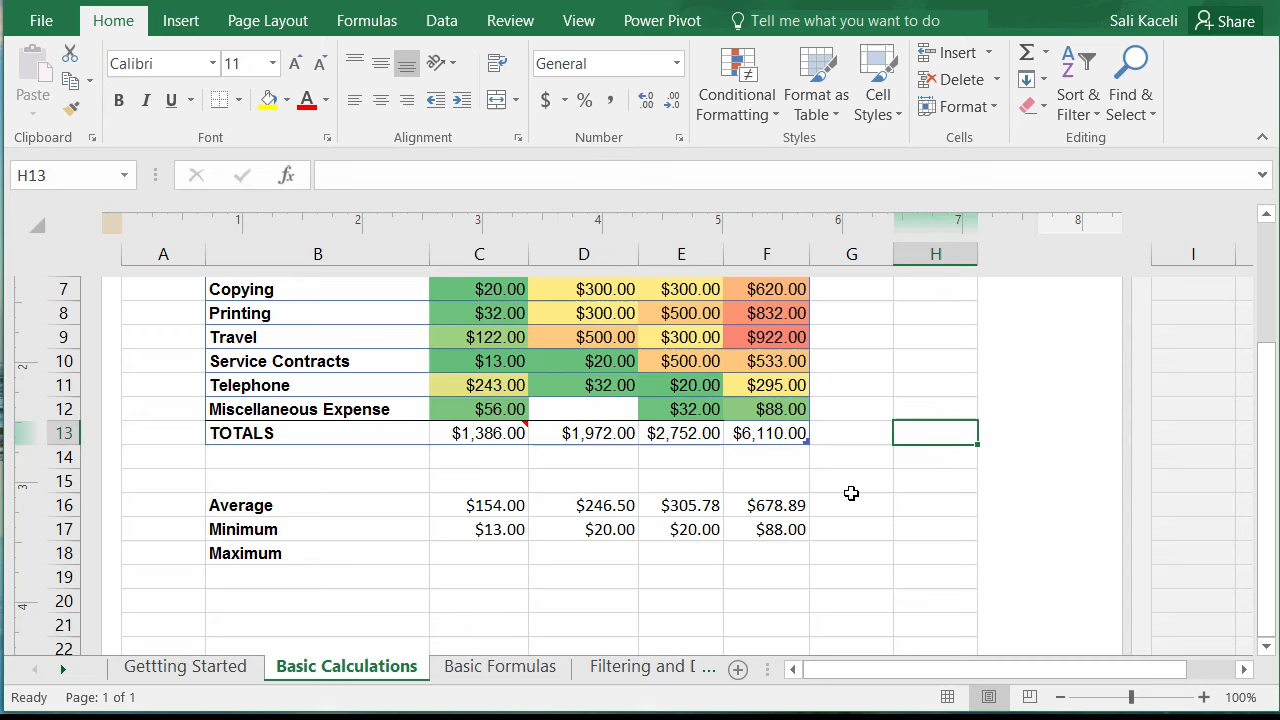 File Home Insert Page Layout Formulas Data Review View Power Pivot Tell me what you want to do Sali Kaceli Share
Paste Calibri 11 General $ % , Conditional Formatting Format as Table Cell Styles Insert Delete Format Sort & Filter Find & Select
Clipboard Font Alignment Number Styles Cells Editing
H13 fx
1 2 3 4 5 6 7 8
A B C D E F G H I
7 Copying $20.00 $300.00 $300.00 $620.00
8 Printing $32.00 $300.00 $500.00 $832.00
9 Travel $122.00 $500.00 $300.00 $922.00
10 Service Contracts $13.00 $20.00 $500.00 $533.00
11 Telephone $243.00 $32.00 $20.00 $295.00
12 Miscellaneous Expense $56.00 $32.00 $88.00
13 TOTALS $1,386.00 $1,972.00 $2,752.00 $6,110.00
14
15
16 Average $154.00 $246.50 $305.78 $678.89
17 Minimum $13.00 $20.00 $20.00 $88.00
18 Maximum
19
20
21
22
Gettting Started Basic Calculations Basic Formulas Filtering and D ...
Ready Page: 1 of 1 100%